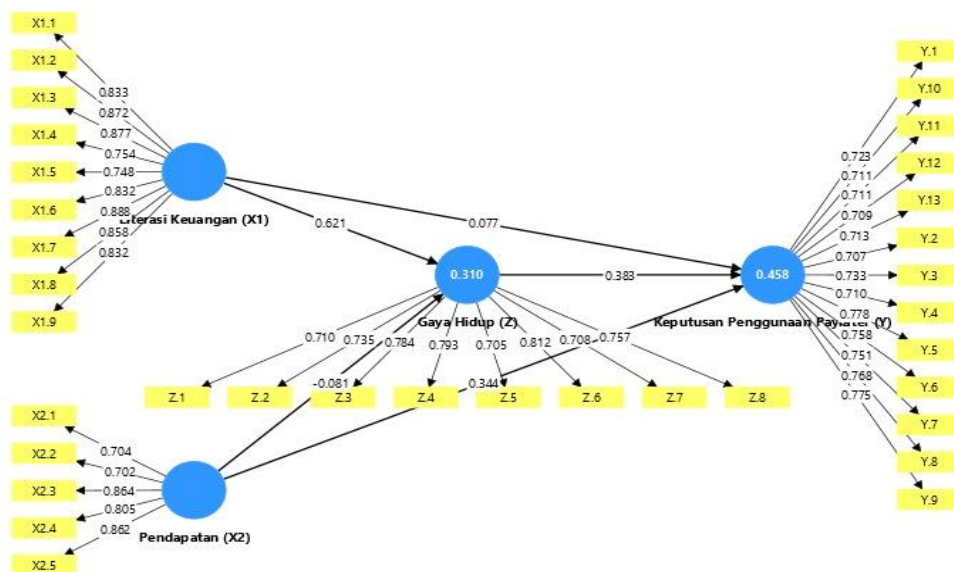 X1.1
X1.2
X1.3
X1.4
X1.5
X1.6
X1.7
X1.8
X1.9
0.833
0.872
0.877
0.754
0.748
0.832
0.888
0.858
0.832
Literasi Keuangan (X1)
0.621
0.077
0.310
Gaya Hidup (Z)
0.383
0.458
Keputusan Penggunaan Paylater (Y)
Y.1
Y.10
Y.11
Y.12
Y.13
Y.2
Y.3
Y.4
Y.5
Y.6
Y.7
Y.8
Y.9
0.723
0.711
0.711
0.709
0.713
0.707
0.733
0.710
0.778
0.758
0.751
0.768
0.775
0.710
0.735
0.784
0.793
0.705
0.812
0.708
0.757
-0.081
0.344
Z.1
Z.2
Z.3
Z.4
Z.5
Z.6
Z.7
Z.8
X2.1
X2.2
X2.3
X2.4
X2.5
0.704
0.702
0.864
0.805
0.862
Pendapatan (X2)